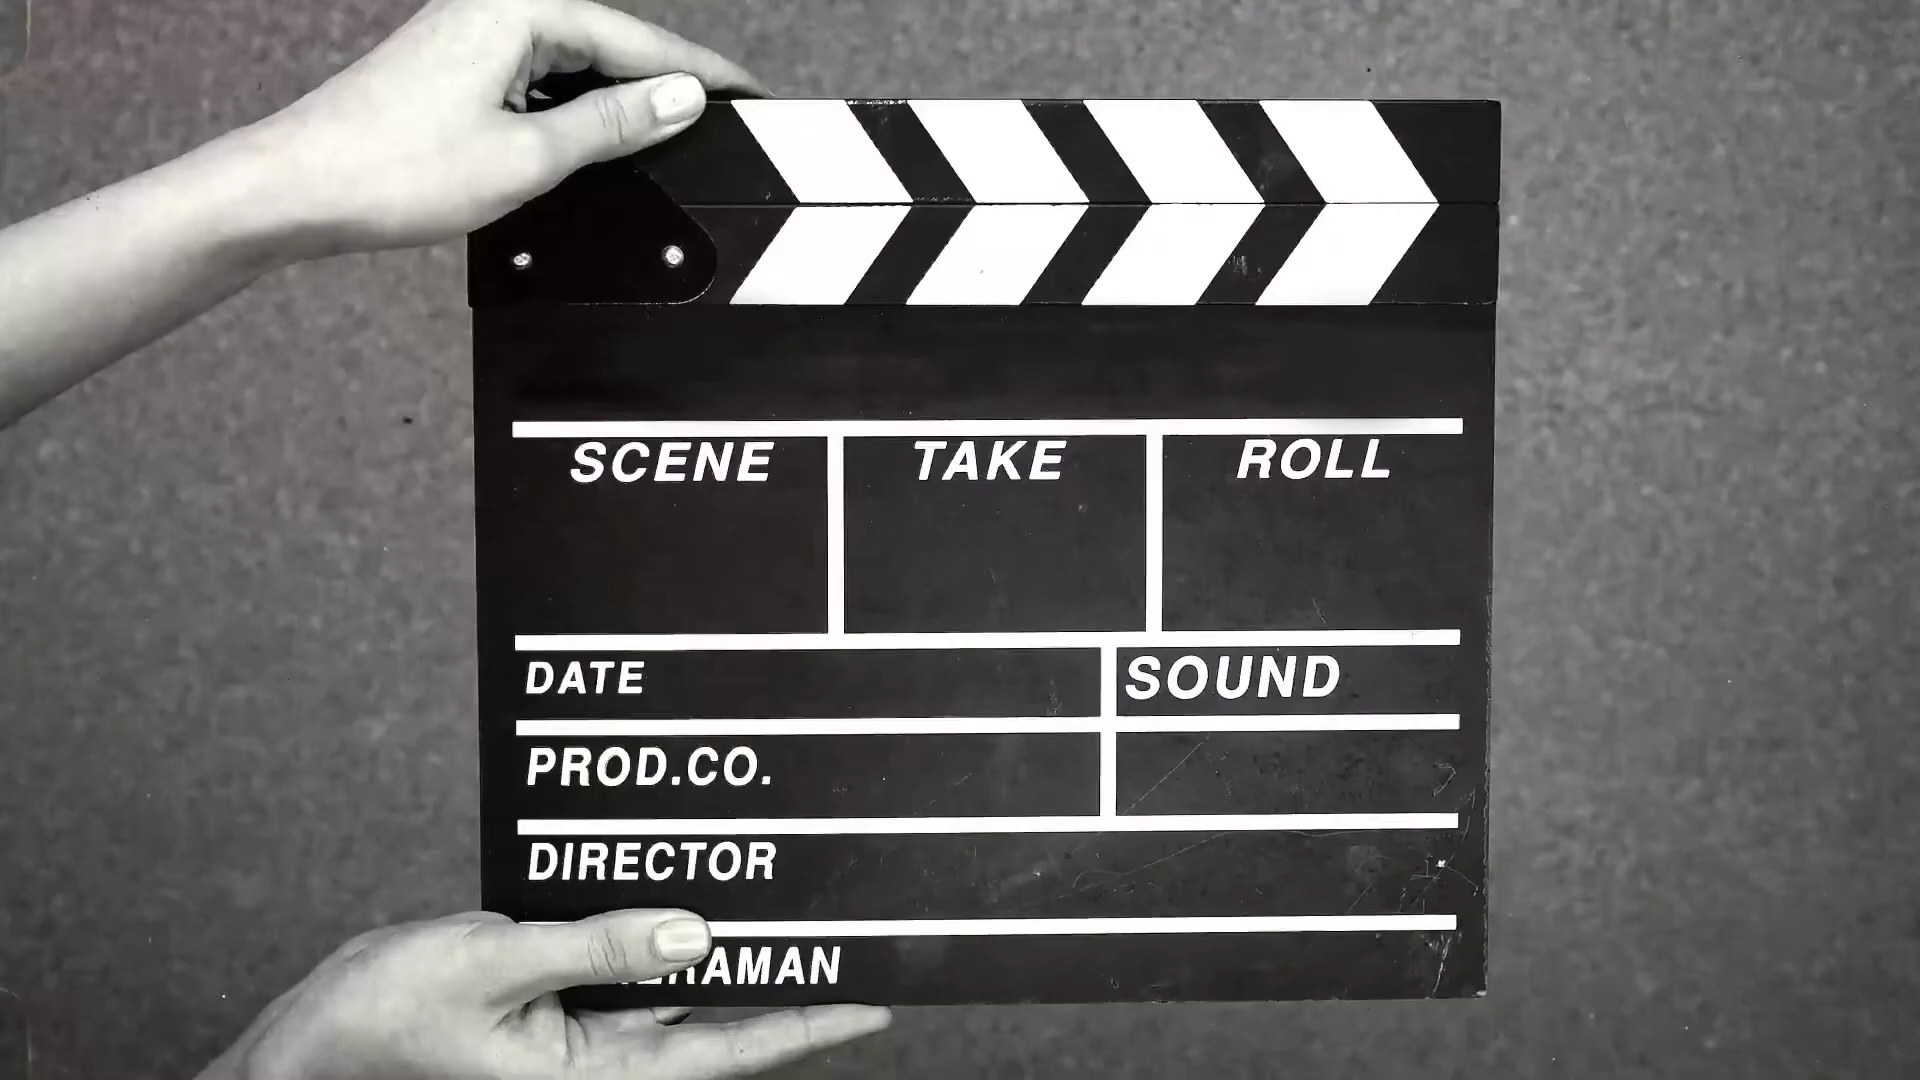 SCENE TAKE ROLL
DATE SOUND
PROD.CO.
DIRECTOR